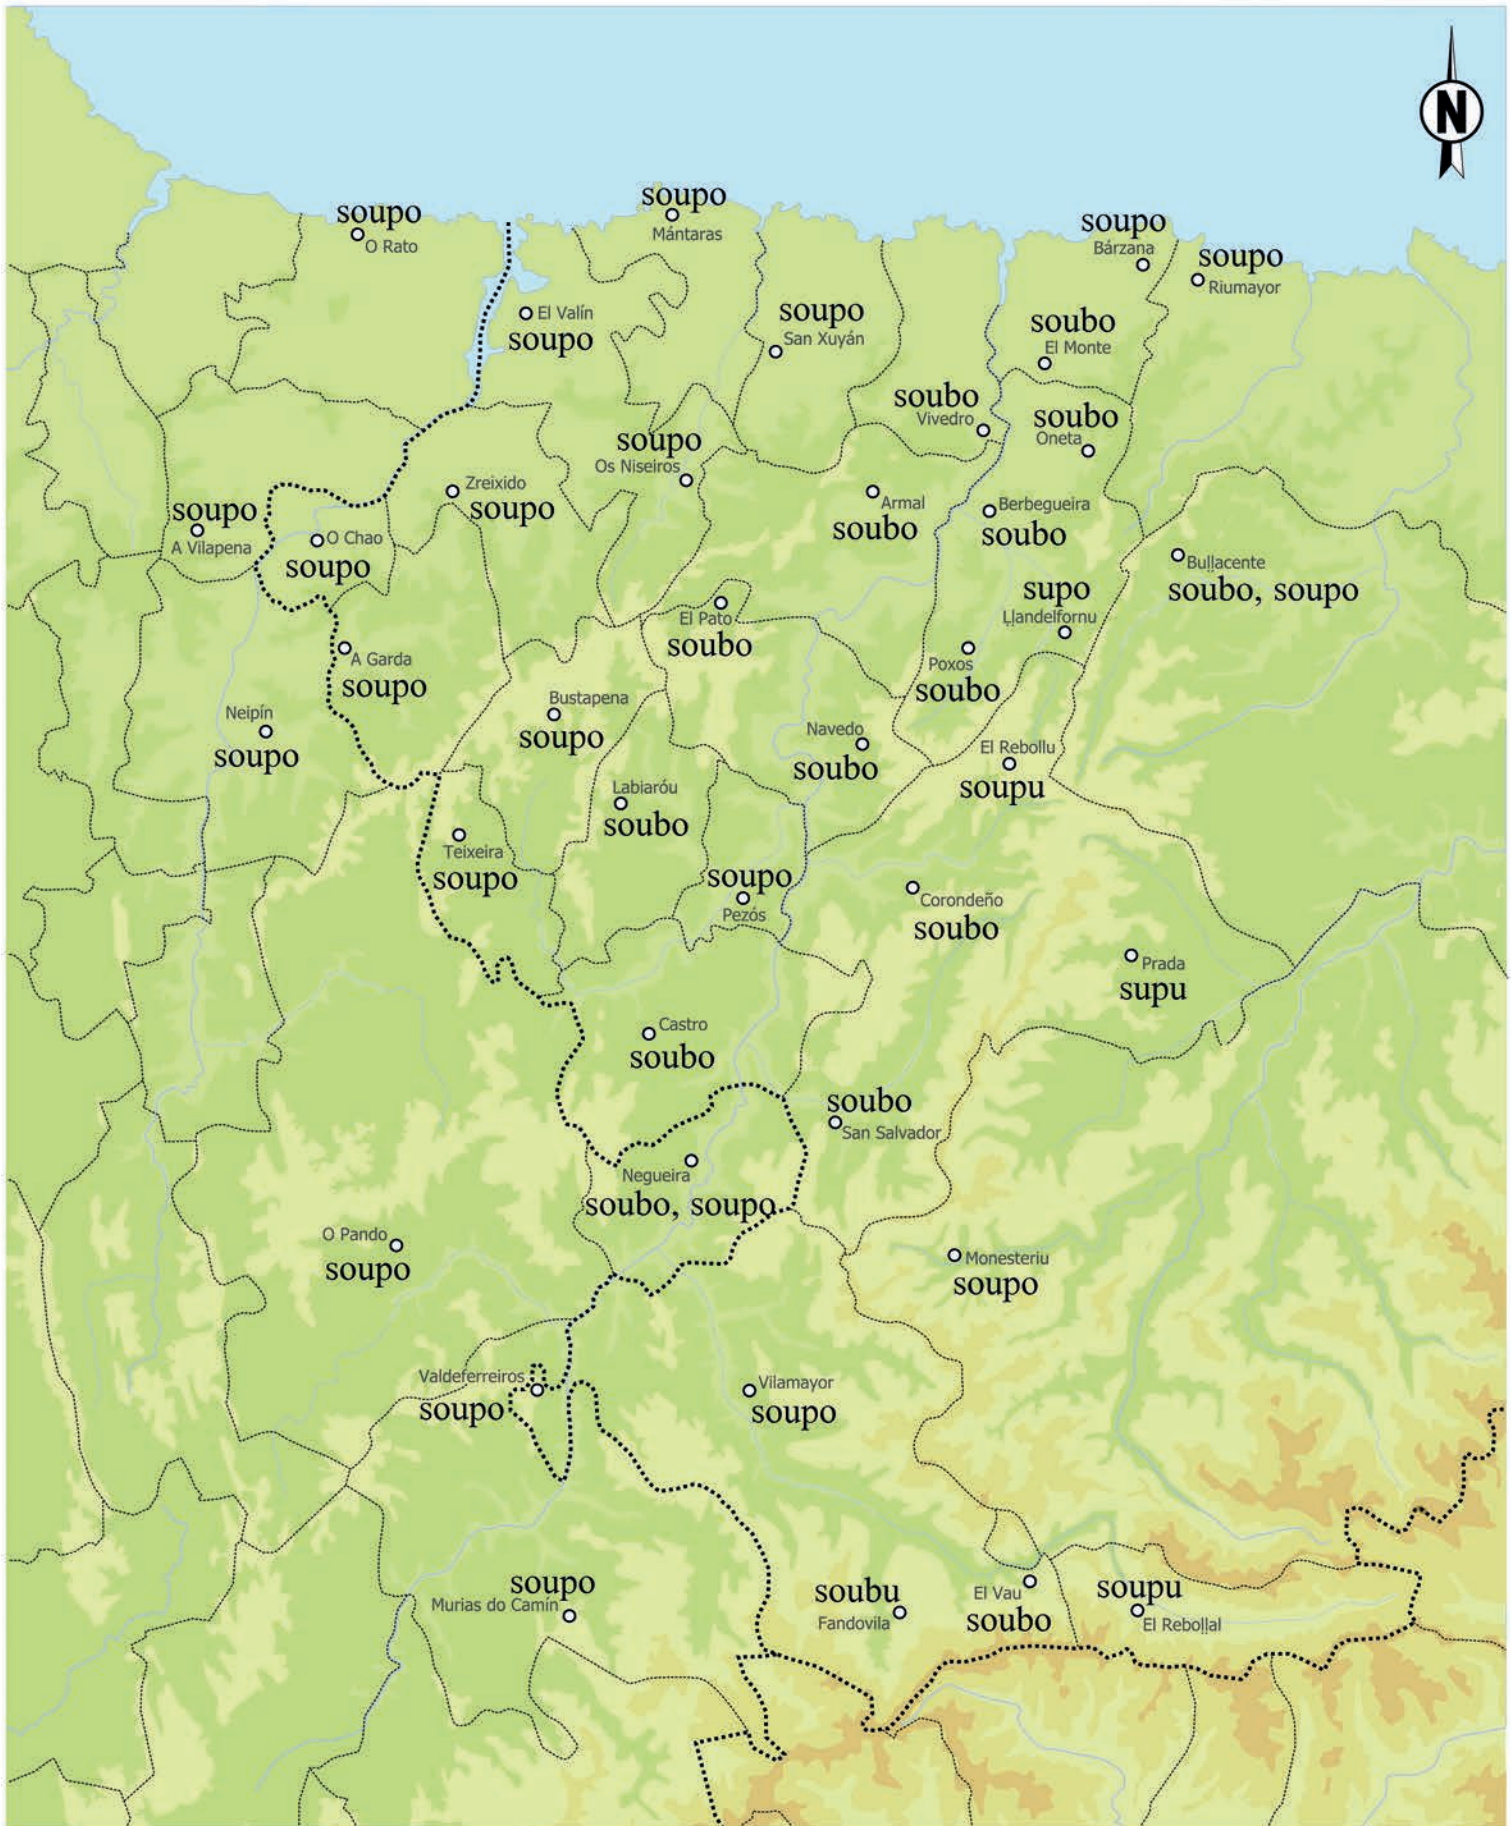 N
soupo
Mántaras
soupo
O Rato
soupo
Bárzana
soupo
Riumayor
El Valín
soupo
soupo
San Xuyán
soubo
El Monte
soubo
Vivedro
soubo
Oneta
soupo
Os Niseiros
Zreixido
soupo
soupo
A Vilapena
O Chao
soupo
Armal
soubo
Berbegueira
soubo
Buḷḷacente
soubo, soupo
supo
Ḷḷandelfornu
El Pato
soubo
A Garda
soupo
Poxos
soubo
Bustapena
soupo
Neipín
soupo
Navedo
soubo
El Rebollu
soupu
Labiaróu
soubo
Teixeira
soupo
soupo
Pezós
Corondeño
soubo
Prada
supu
Castro
soubo
soubo
San Salvador
Negueira
soubo, soupo
O Pando
soupo
Monesteriu
soupo
Valdeferreiros
soupo
Vilamayor
soupo
soupo
Murias do Camín
soubu
Fandovila
El Vau
soubo
soupu
El Reboḷḷal